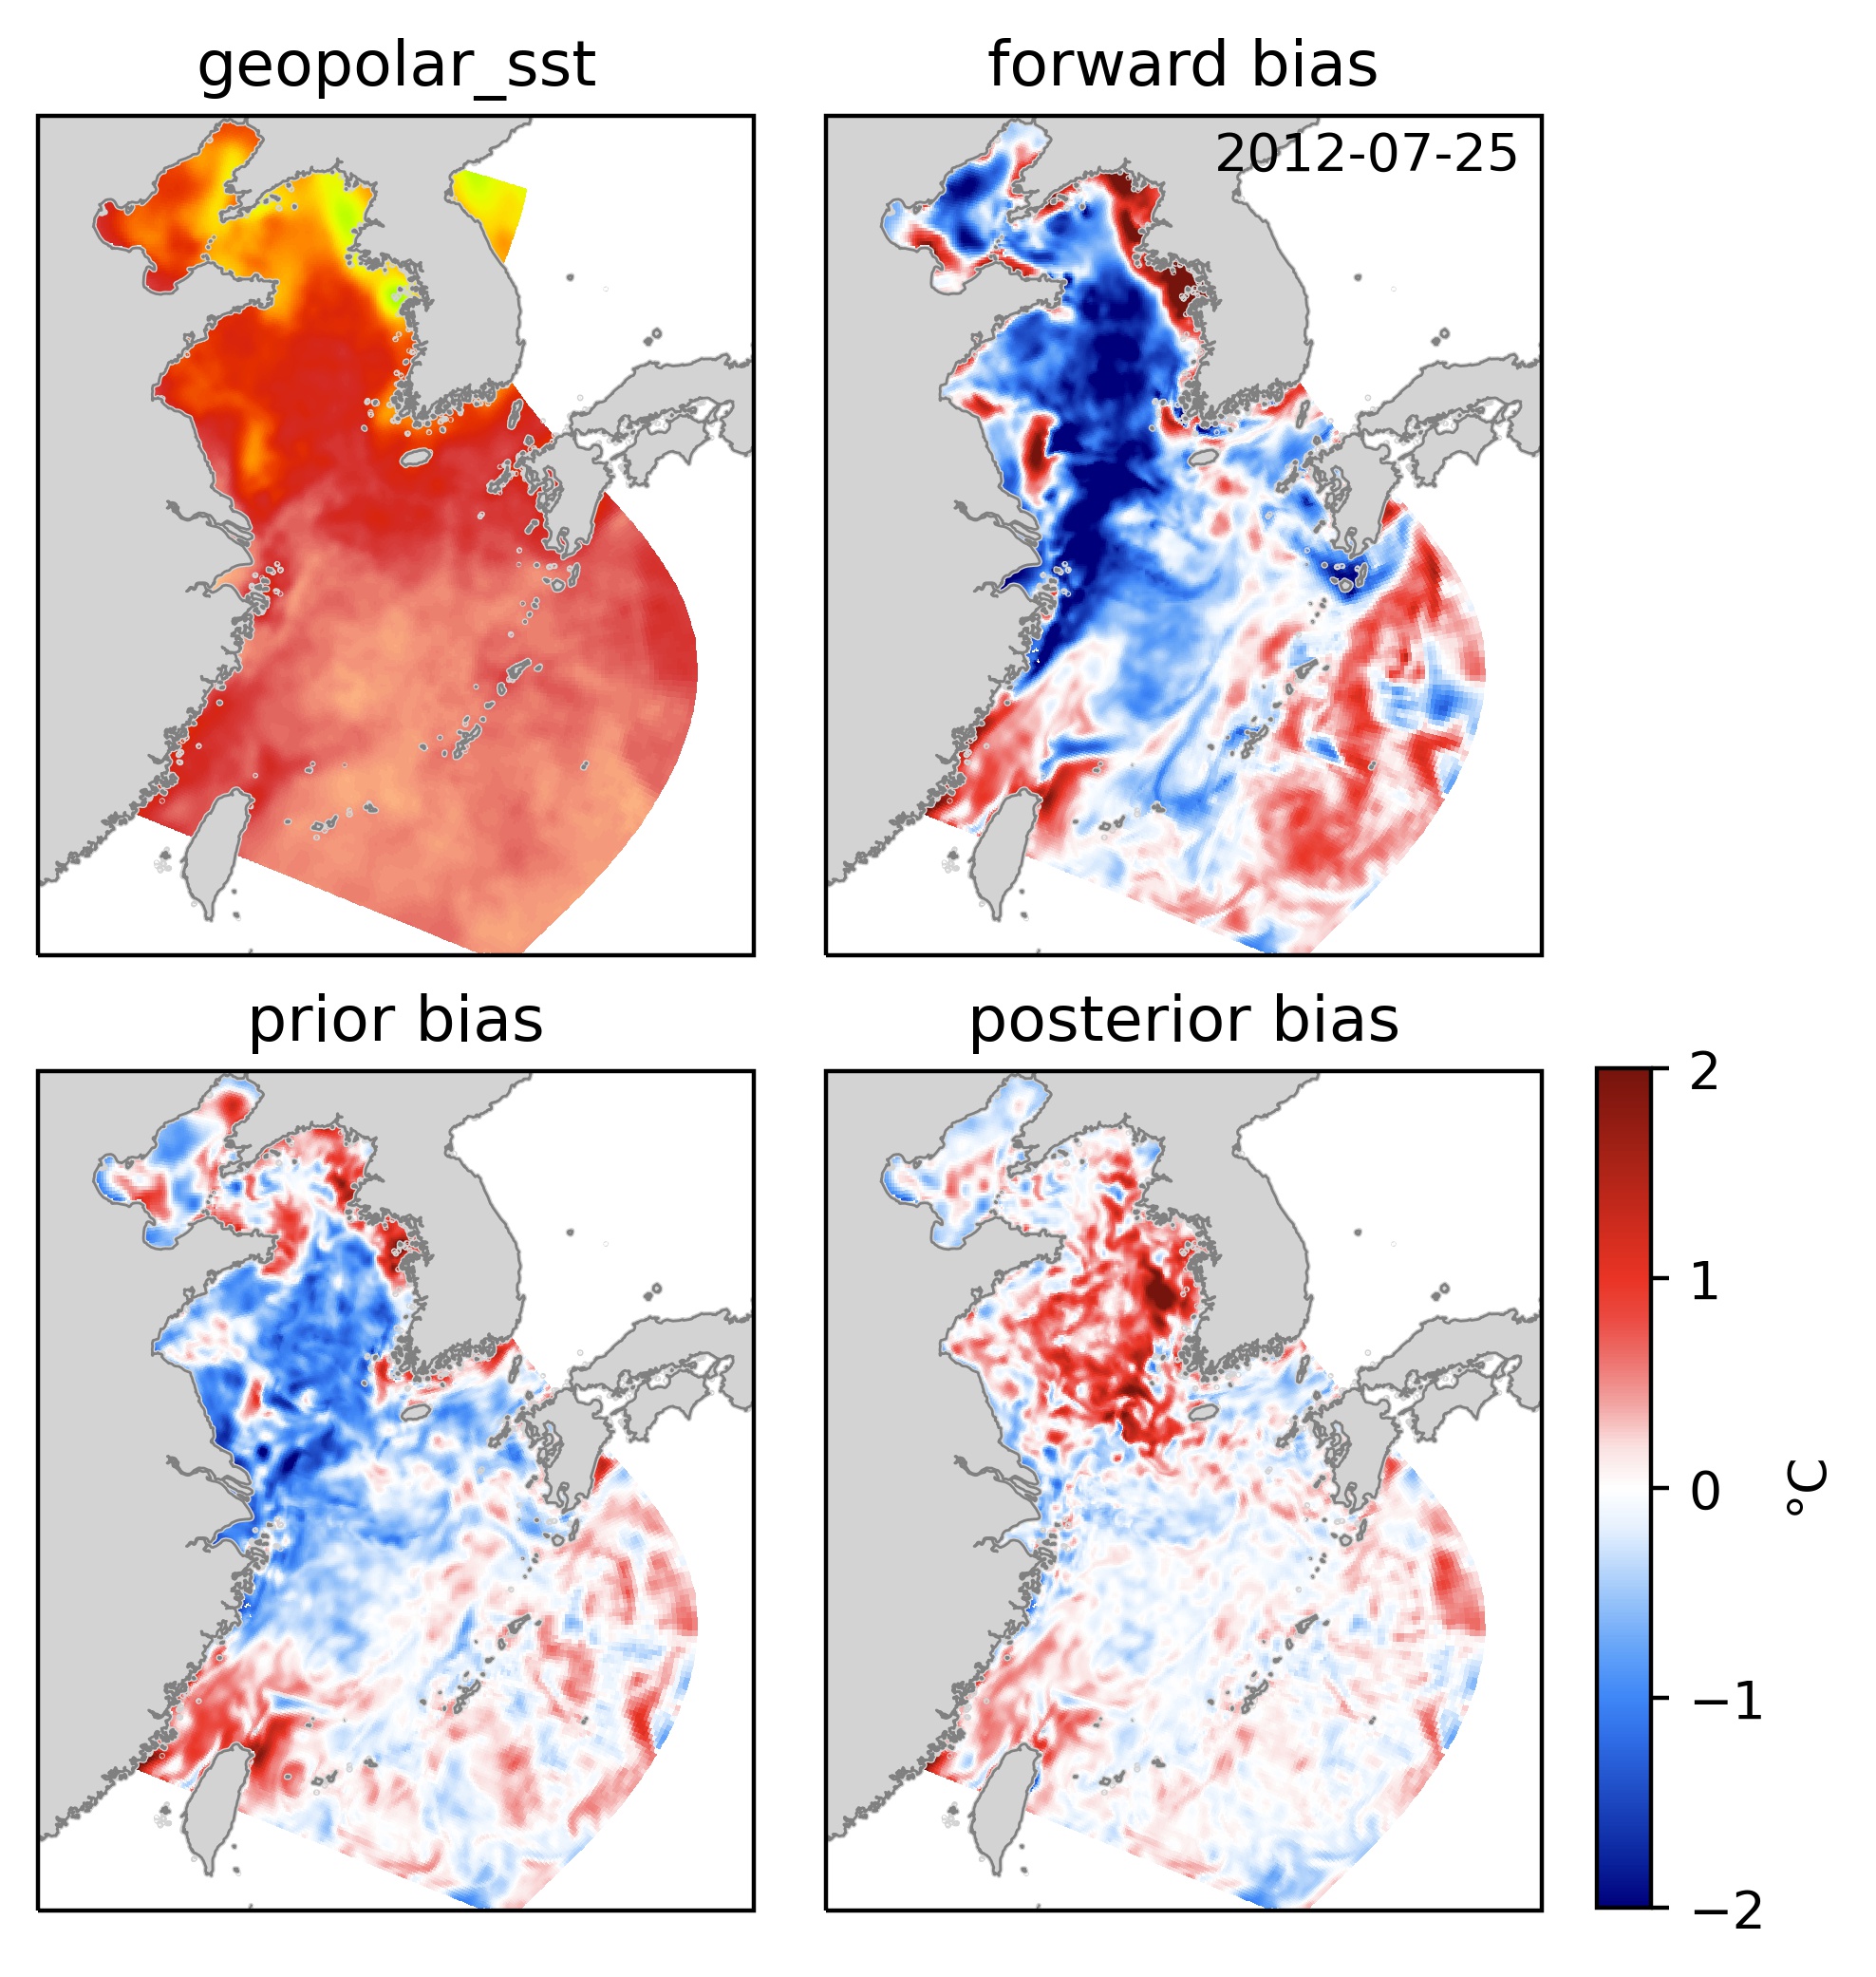 geopolar_sst
forward bias
2012-07-25
prior bias
posterior bias
2
1
0
−1
−2
°C